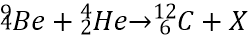 ⁹₄Be + ⁴₂He→¹²₆C + X